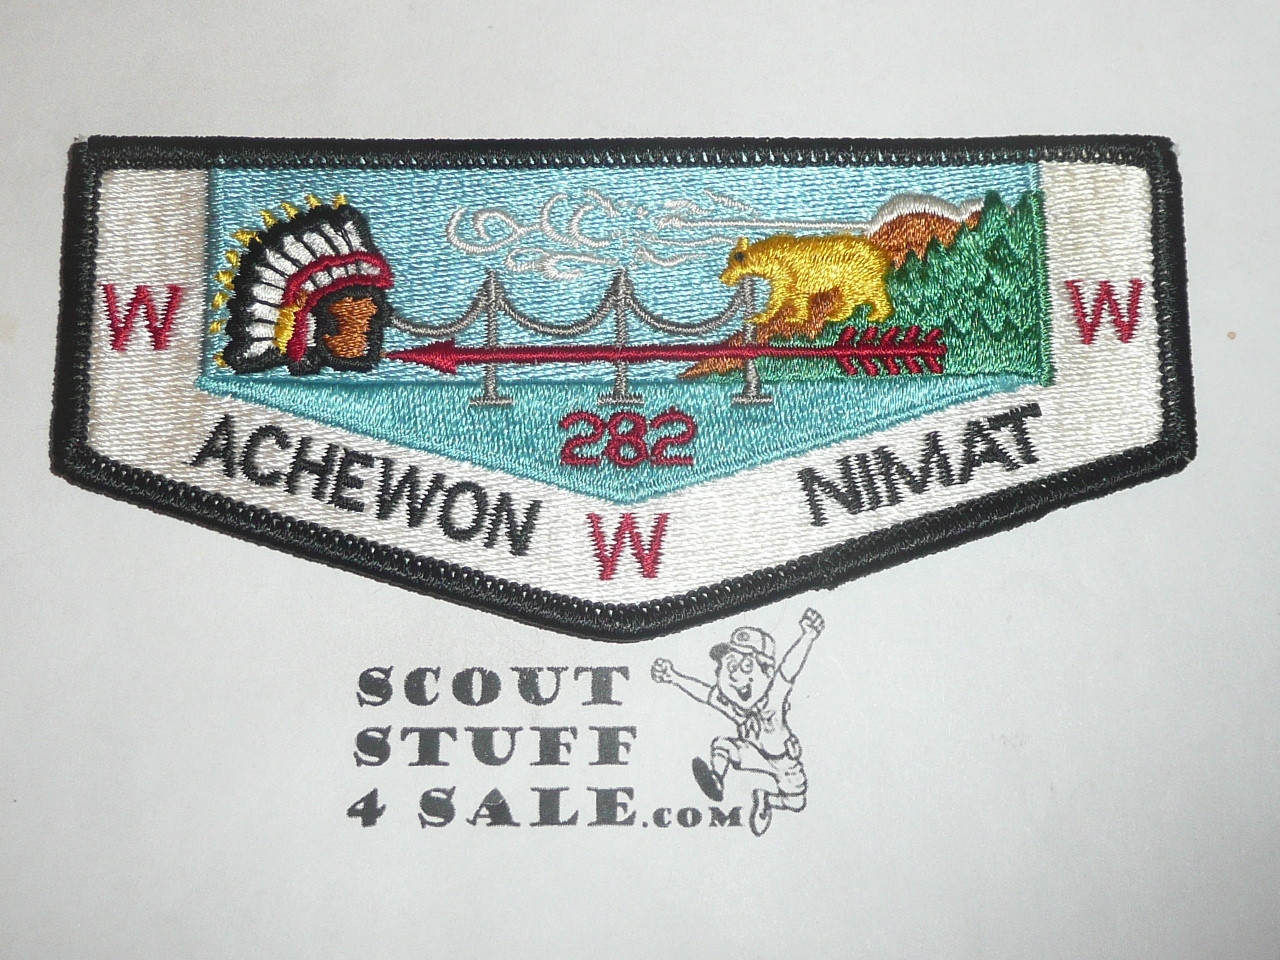 W
W
282
ACHEWON NIMAT
W
SCOUT
STUFF
4 SALE.COM